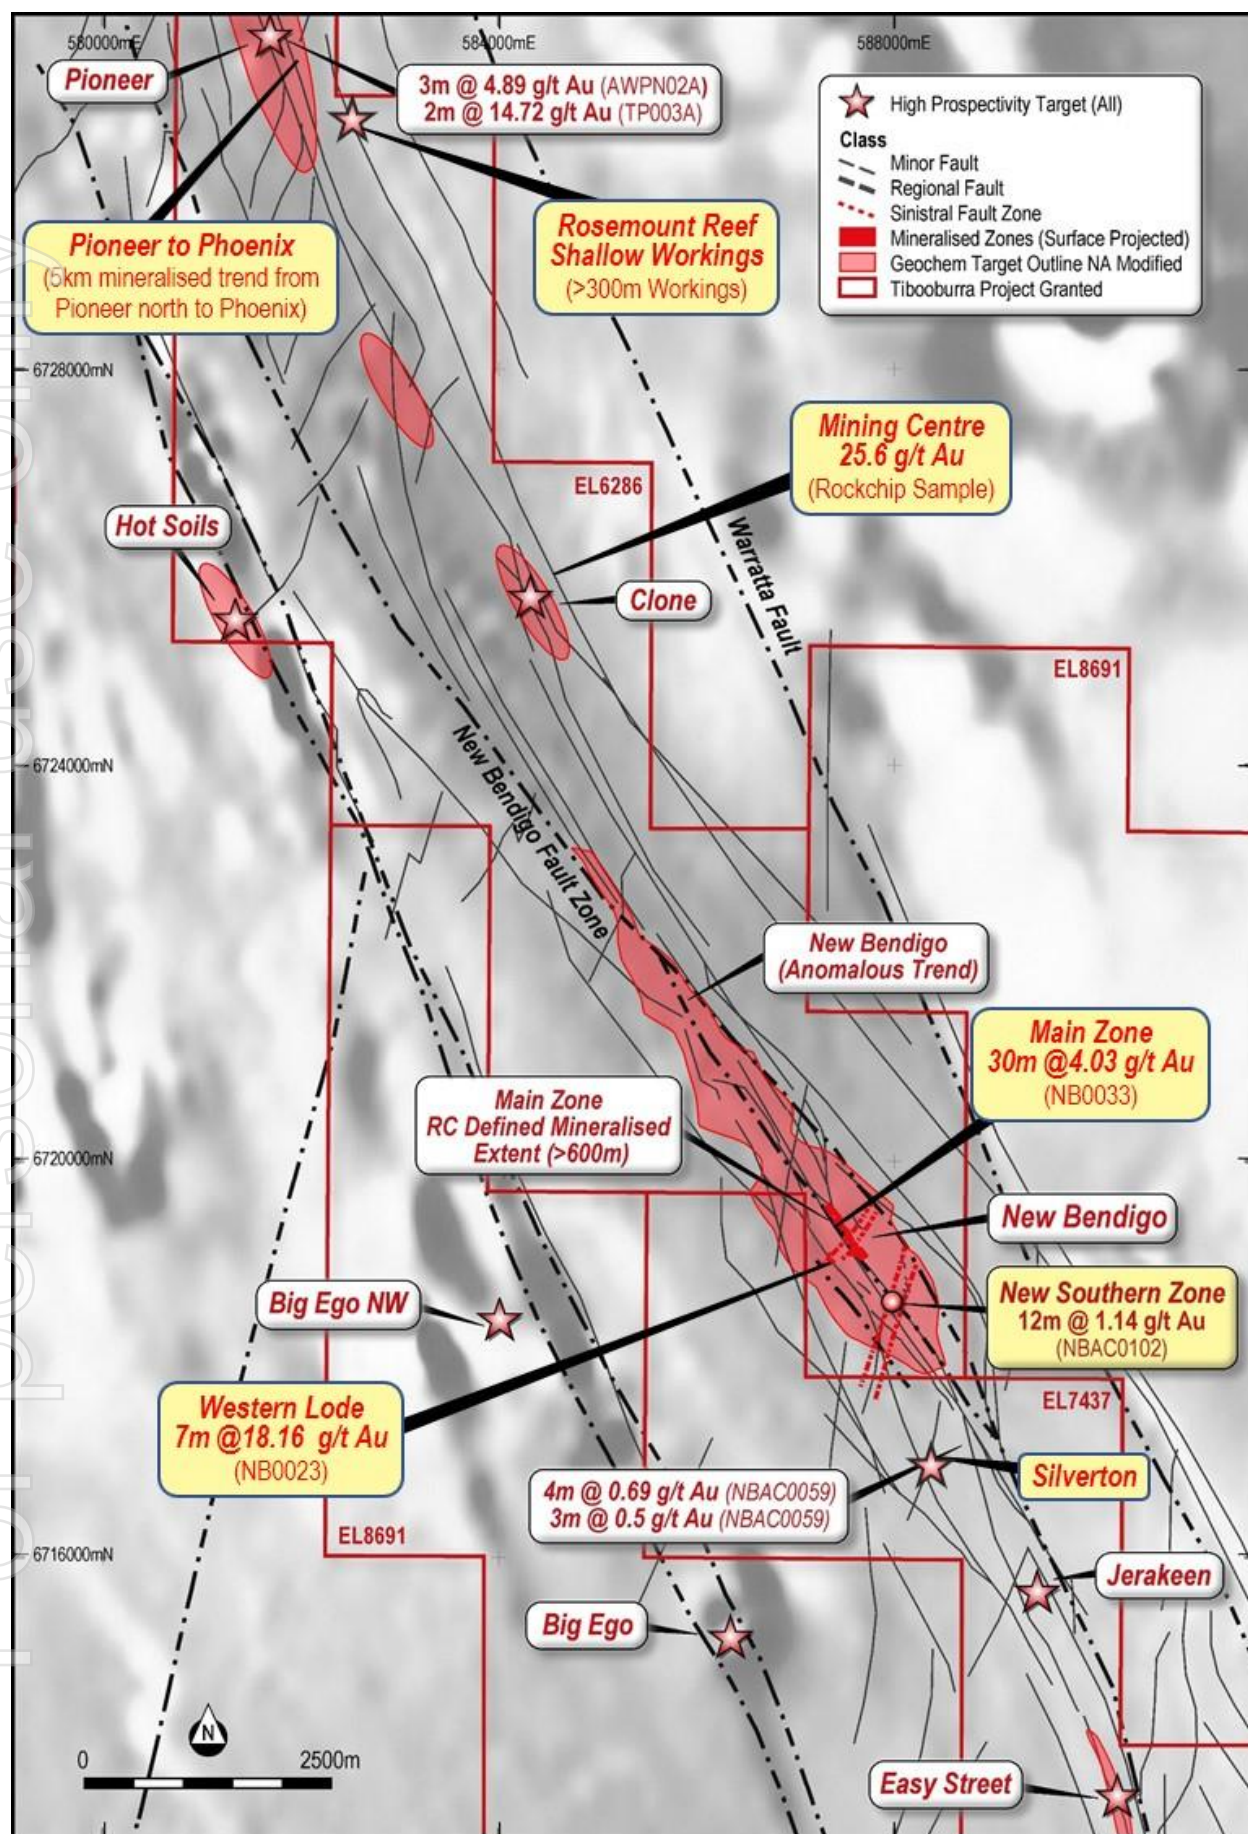 580000mE
584000mE
588000mE
Pioneer
3m @ 4.89 g/t Au (AWPN02A)
2m @ 14.72 g/t Au (TP003A)
High Prospectivity Target (All)
Class
Minor Fault
Regional Fault
Sinistral Fault Zone
Mineralised Zones (Surface Projected)
Geochem Target Outline NA Modified
Tibooburra Project Granted
Pioneer to Phoenix
(5km mineralised trend from
Pioneer north to Phoenix)
Rosemount Reef
Shallow Workings
(>300m Workings)
6728000mN
Mining Centre
25.6 g/t Au
(Rockchip Sample)
EL6286
Hot Soils
Warratta Fault
Clone
EL8691
New Bendigo Fault Zone
6724000mN
New Bendigo
(Anomalous Trend)
Main Zone
30m @4.03 g/t Au
(NB0033)
Main Zone
RC Defined Mineralised
Extent (>600m)
6720000mN
New Bendigo
Big Ego NW
New Southern Zone
12m @ 1.14 g/t Au
(NBAC0102)
Western Lode
7m @18.16 g/t Au
(NB0023)
EL7437
Silverton
4m @ 0.69 g/t Au (NBAC0059)
3m @ 0.5 g/t Au (NBAC0059)
EL8691
6716000mN
Jerakeen
Big Ego
N
0
2500m
Easy Street
For personal use only